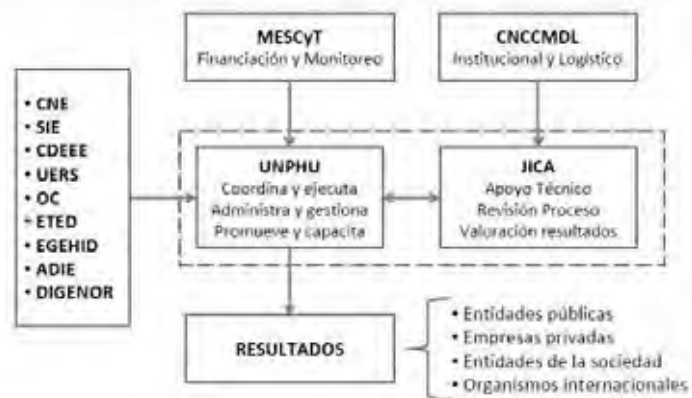 MESCyT
Financiación y Monitoreo
CNCCMDL
Institucional y Logístico
• CNE
• SIE
• CDEEE
• UERS
• OC
• ETED
• EGEHID
• ADIE
• DIGENOR
UNPHU
Coordina y ejecuta
Administra y gestiona
Promueve y capacita
JICA
Apoyo Técnico
Revisión Proceso
Valoración resultados
RESULTADOS
• Entidades públicas
• Empresas privadas
• Entidades de la sociedad
• Organismos internacionales